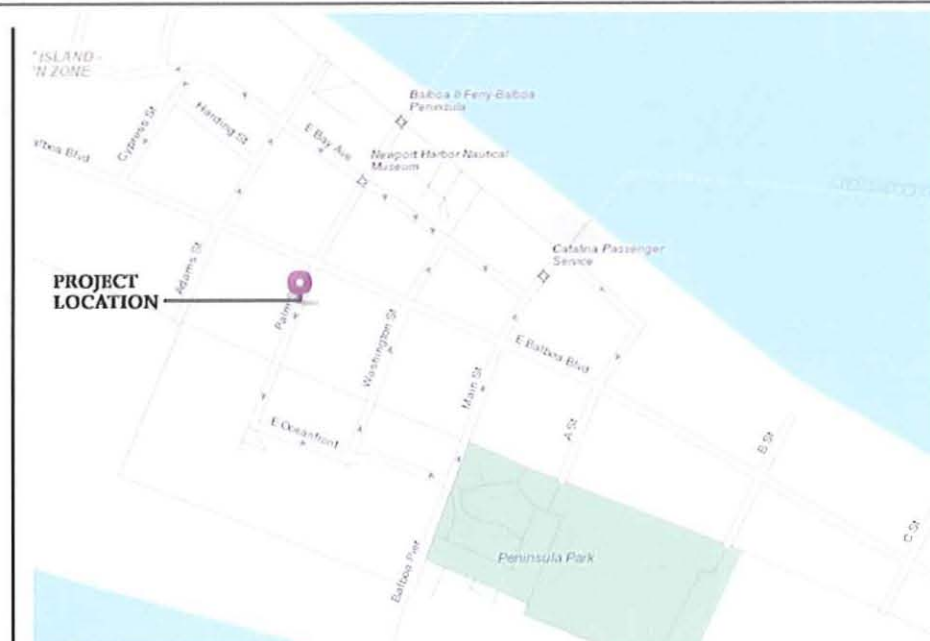 ISLAND -
'N ZONE
Balboa Blvd
Cypress St
Harding St
E Bay Ave
Balboa II Ferry-Balboa
Peninsula
Newport Harbor Nautical
Museum
Catalina Passenger
Service
Adams St
PROJECT
LOCATION
Palm
Washington St
Main St
E Balboa Blvd
A St
E Oceanfront
B St
C St
Balboa Pier
Peninsula Park